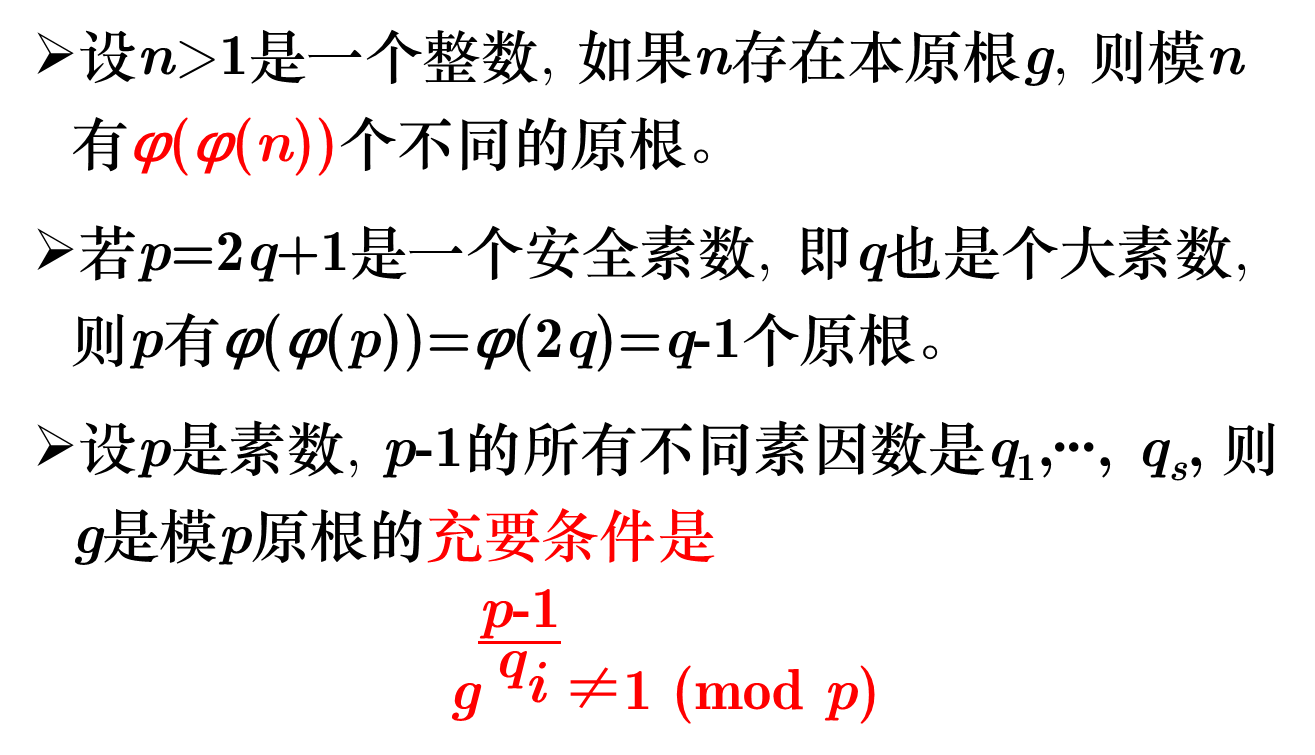 ➢设n>1是一个整数, 如果n存在本原根g, 则模n
有φ(φ(n))个不同的原根。
➢若p=2q+1是一个安全素数, 即q也是个大素数,
则p有φ(φ(p))=φ(2q)=q-1个原根。
➢设p是素数, p-1的所有不同素因数是q₁,···, qₛ, 则
g是模p原根的充要条件是
g^((p-1)/qᵢ) ≠1 (mod p)